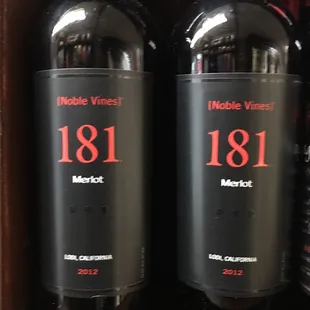 [Noble Vines]
181
Merlot
LODI, CALIFORNIA
2012
[Noble Vines]
181
Merlot
LODI, CALIFORNIA
2012